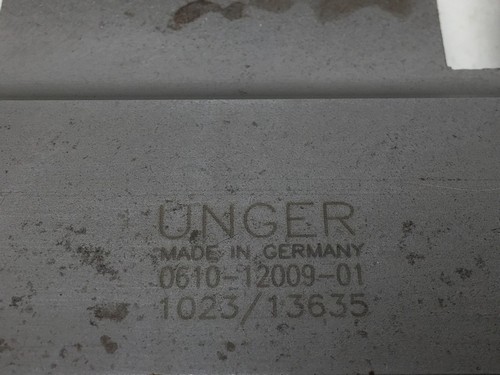 UNGER
MADE IN GERMANY
0610-12009-01
1023/13635